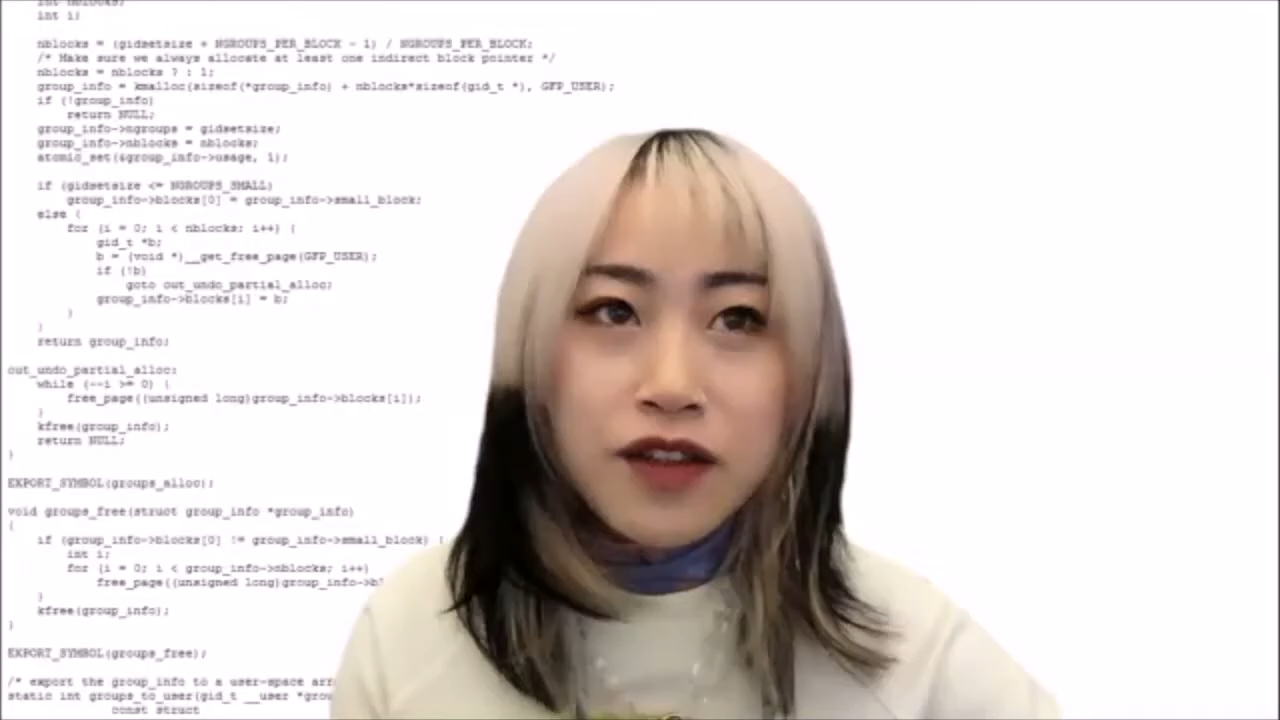 int nblocks;
int i;
nblocks = (gidsetsize + NGROUPS_PER_BLOCK - 1) / NGROUPS_PER_BLOCK;
/* Make sure we always allocate at least one indirect block pointer */
nblocks = nblocks ? : 1;
group_info = kmalloc(sizeof(*group_info) + nblocks*sizeof(gid_t *), GFP_USER);
if (!group_info)
return NULL;
group_info->ngroups = gidsetsize;
group_info->nblocks = nblocks;
atomic_set(&group_info->usage, 1);
if (gidsetsize <= NGROUPS_SMALL)
group_info->blocks[0] = group_info->small_block;
else {
for (i = 0; i < nblocks; i++) {
gid_t *b;
b = (void *)__get_free_page(GFP_USER);
if (!b)
goto out_undo_partial_alloc;
group_info->blocks[i] = b;
}
}
return group_info;
out_undo_partial_alloc:
while (--i >= 0) {
free_page((unsigned long)group_info->blocks[i]);
}
kfree(group_info);
return NULL;
}
EXPORT_SYMBOL(groups_alloc);
void groups_free(struct group_info *group_info)
{
if (group_info->blocks[0] != group_info->small_block) {
int i;
for (i = 0; i < group_info->nblocks; i++)
free_page((unsigned long)group_info->bl
}
kfree(group_info);
}
EXPORT_SYMBOL(groups_free);
/* export the group_info to a user-space arr
static int groups_to_user(gid_t __user *grou
const struct